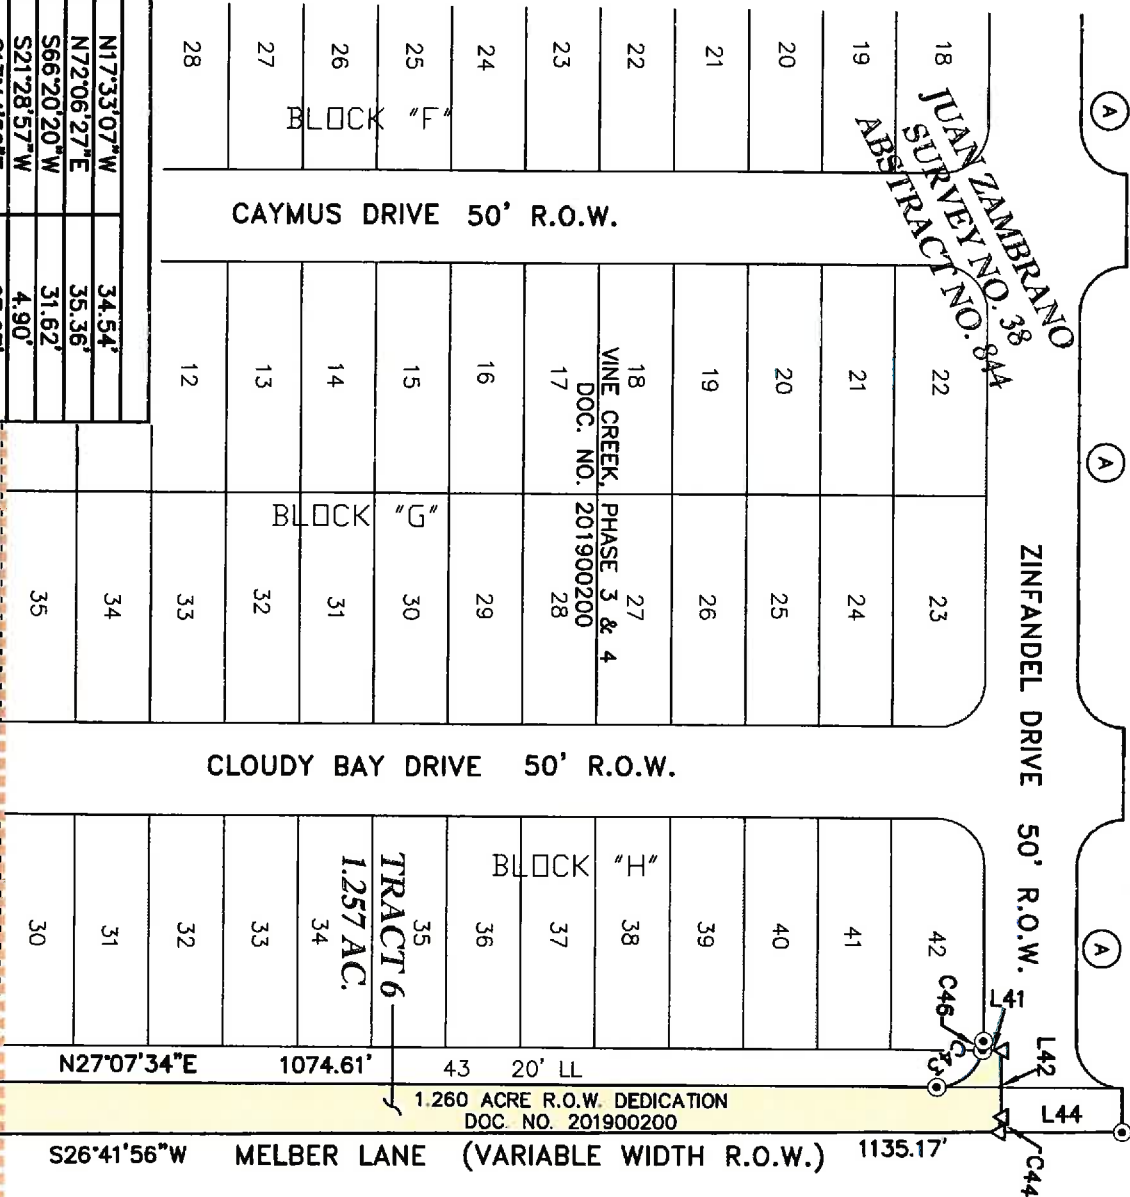 A
18
19
20
21
22
23
24
25
26
27
28
BLOCK "F"
JUAN ZAMBRANO
SURVEY NO. 38
ABSTRACT NO. 844
CAYMUS DRIVE 50' R.O.W.
N17°33'07"W 34.54'
N72°06'27"E 35.36'
S66°20'20"W 31.62'
S21°28'57"W 4.90'
A
12
13
14
15
16
17
18
19
20
21
22
VINE CREEK, PHASE 3 & 4
DOC. NO. 201900200
BLOCK "G"
35
34
33
32
31
30
29
28
27
26
25
24
23
ZINFANDEL DRIVE 50' R.O.W.
CLOUDY BAY DRIVE 50' R.O.W.
BLOCK "H"
TRACT 6
1.257 AC.
A
30
31
32
33
34
35
36
37
38
39
40
41
42
C46
L41
C43
L42
L44
C44
N27°07'34"E 1074.61'
43 20' LL
1.260 ACRE R.O.W. DEDICATION
DOC. NO. 201900200
S26°41'56"W MELBER LANE (VARIABLE WIDTH R.O.W.) 1135.17'